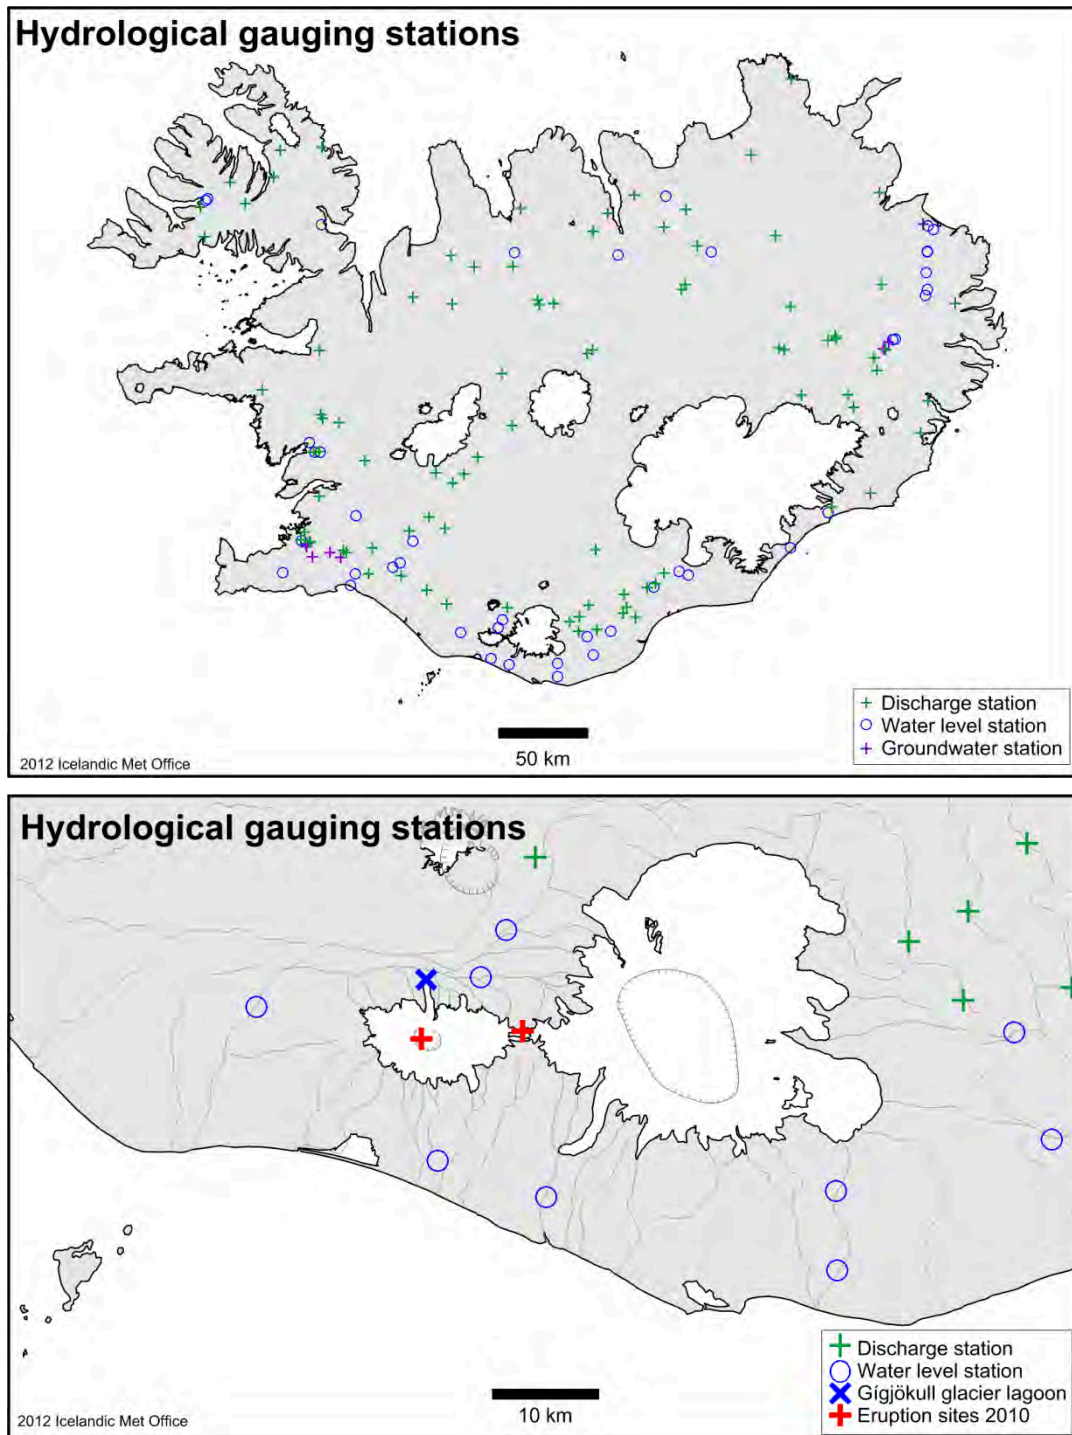 Hydrological gauging stations
+ Discharge station
Water level station
+ Groundwater station
50 km
2012 Icelandic Met Office
Hydrological gauging stations
Discharge station
Water level station
Gígjökull glacier lagoon
Eruption sites 2010
10 km
2012 Icelandic Met Office